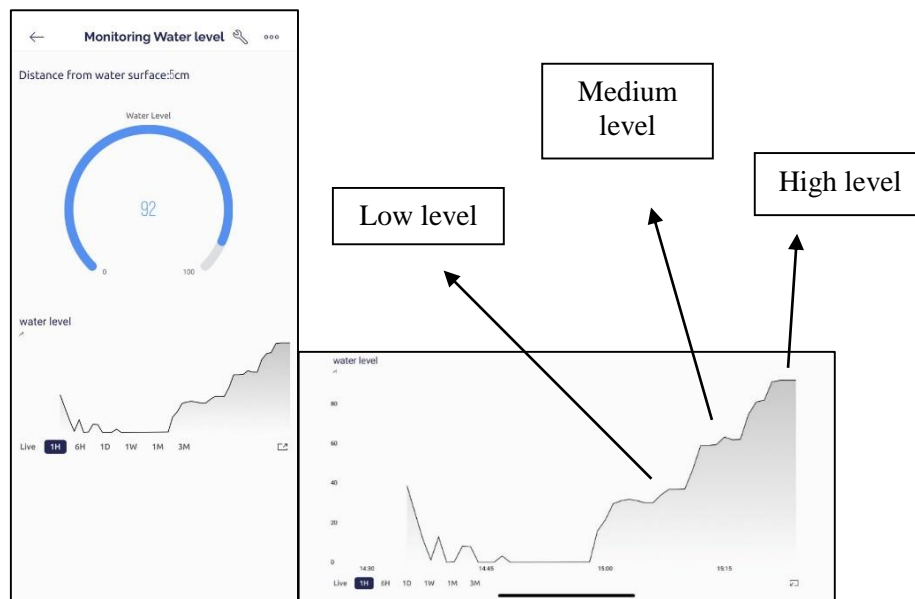 Monitoring Water level
Distance from water surface:5cm
Water Level
92
0
100
water level
Live 1H 6H 1D 1W 1M 3M
Medium
level
High level
Low level
water level
80
60
40
20
0
14:30 14:45 15:00 15:15
Live 1H 6H 1D 1W 1M 3M